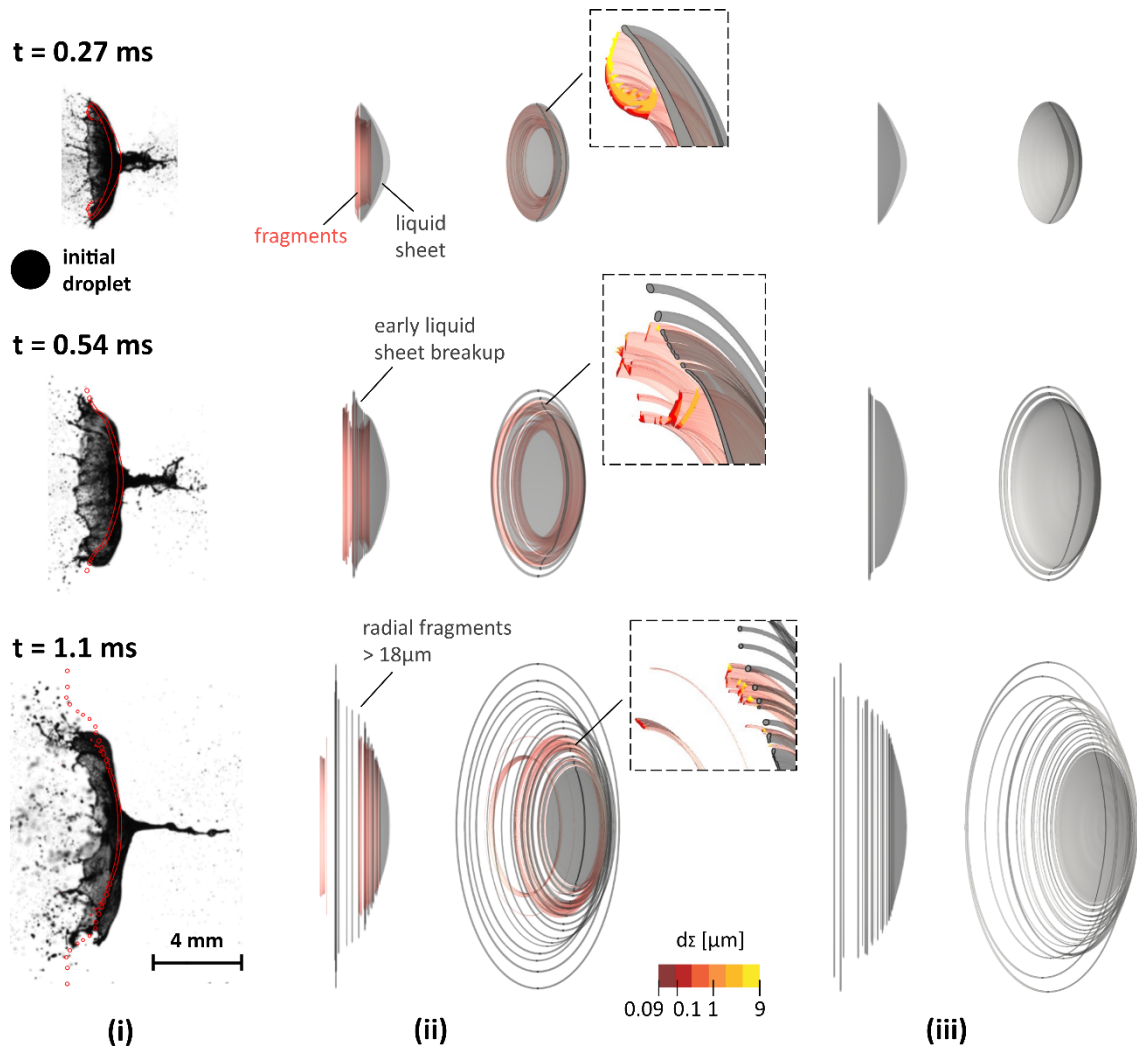 t = 0.27 ms
fragments
liquid
sheet
initial
droplet
t = 0.54 ms
early liquid
sheet breakup
t = 1.1 ms
radial fragments
> 18μm
4 mm
dΣ [μm]
0.09 0.1 1 9
(i) (ii) (iii)